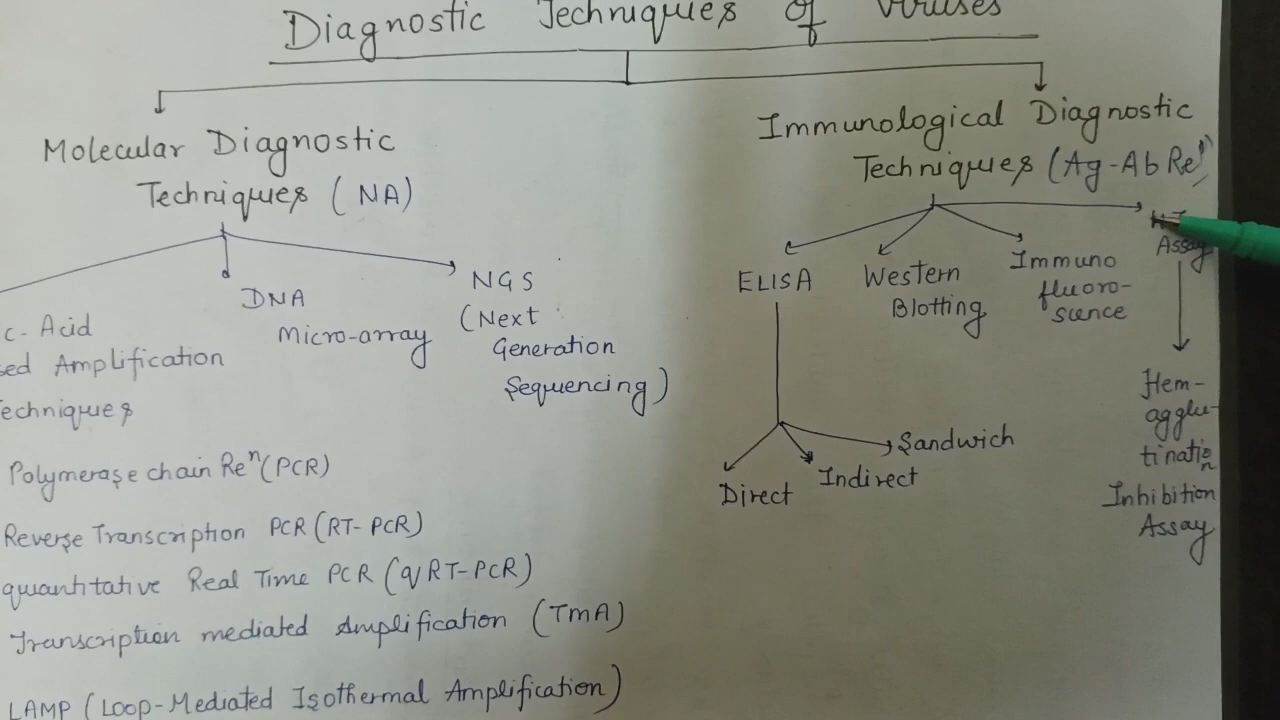 Diagnostic Techniques of Viruses
Molecular Diagnostic
Techniques (NA)
Immunological Diagnostic
Techniques (Ag-Ab Reⁿ)
c-Acid
sed Amplification
echniques
DNA
Micro-array
NGS
(Next
Generation
Sequencing)
ELISA
Western
Blotting
Immuno
fluoro-
scence
Assay
Direct
Indirect
Sandwich
Hem-
agglu-
tination
Inhibition
Assay
Polymerase chain Reⁿ (PCR)
Reverse Transcription PCR (RT-PCR)
quantitative Real Time PCR (qRT-PCR)
Transcription mediated Amplification (TmA)
LAMP (Loop-Mediated Isothermal Amplification)